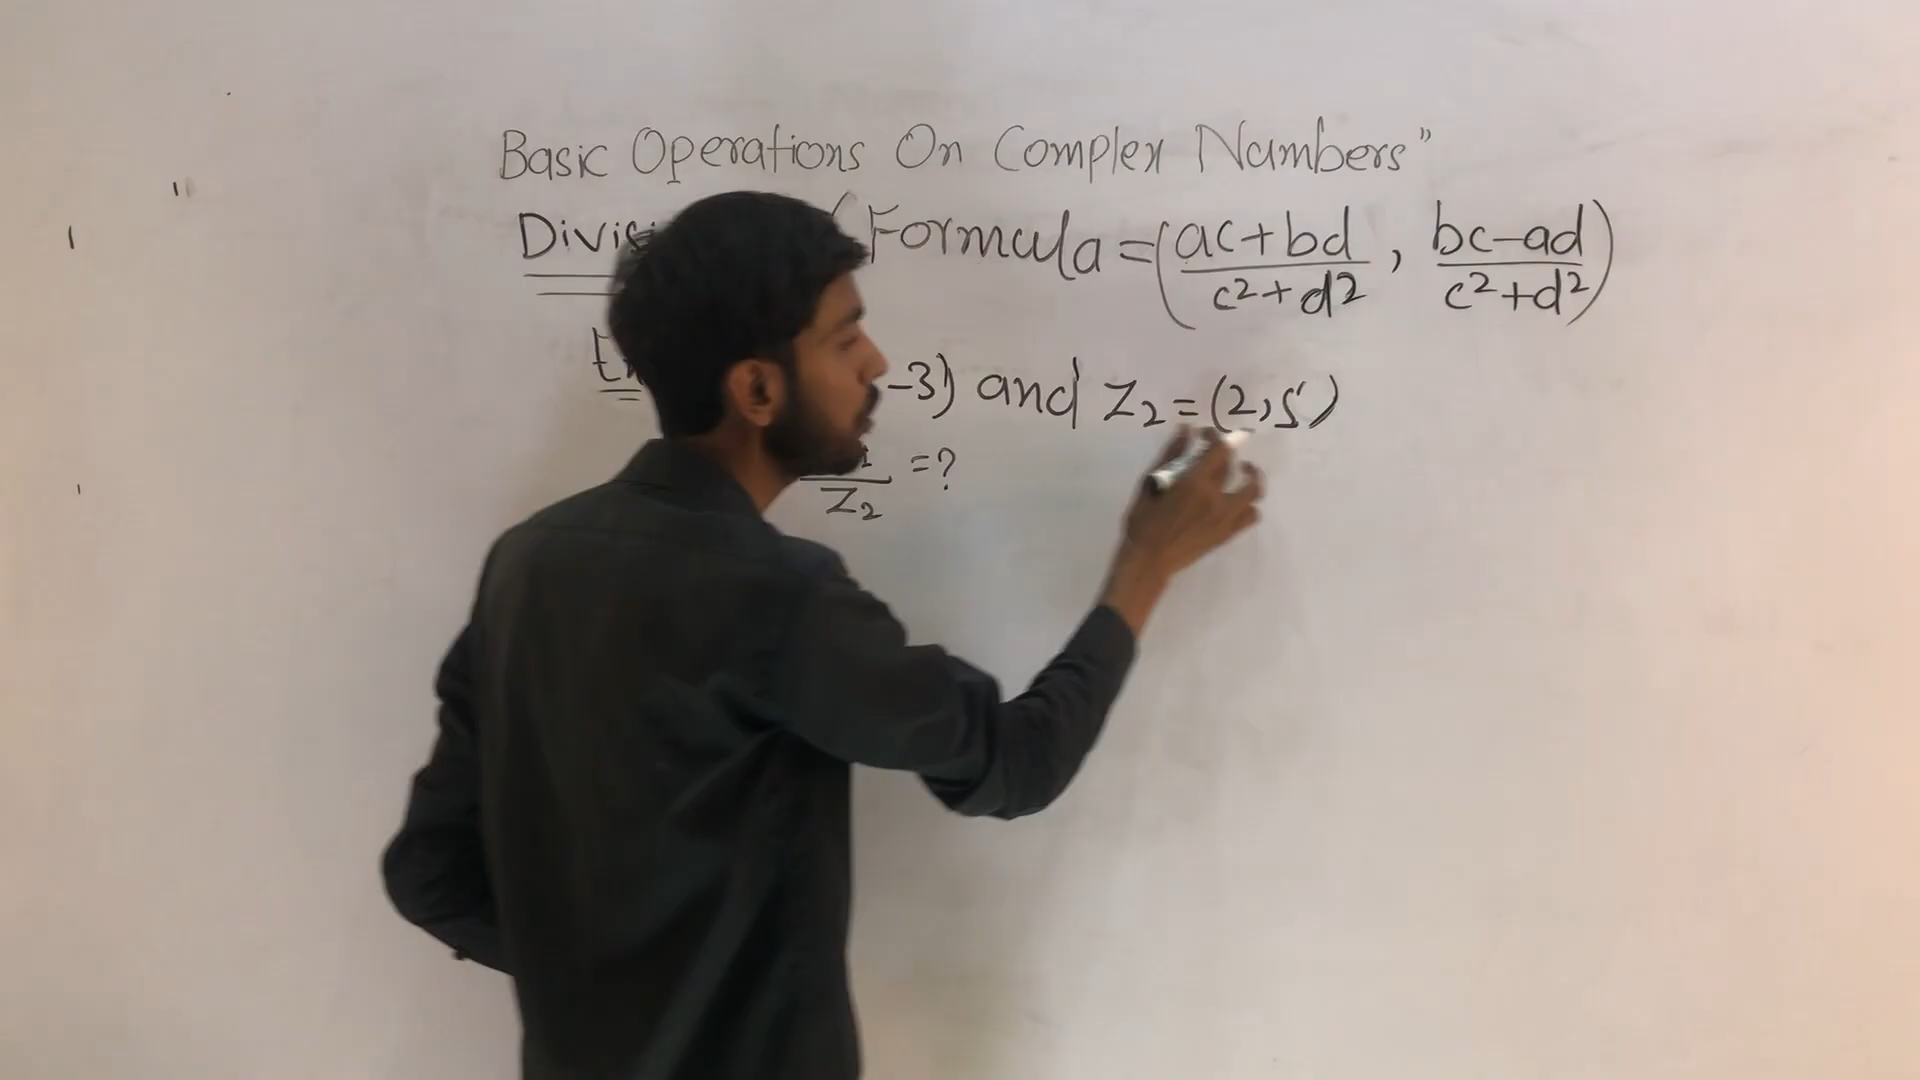 Basic Operations On Complex Numbers"
(Formula = (ac+bd / c²+d² , bc-ad / c²+d²)
-3) and Z₂ = (2,5)
/ Z₂ = ?